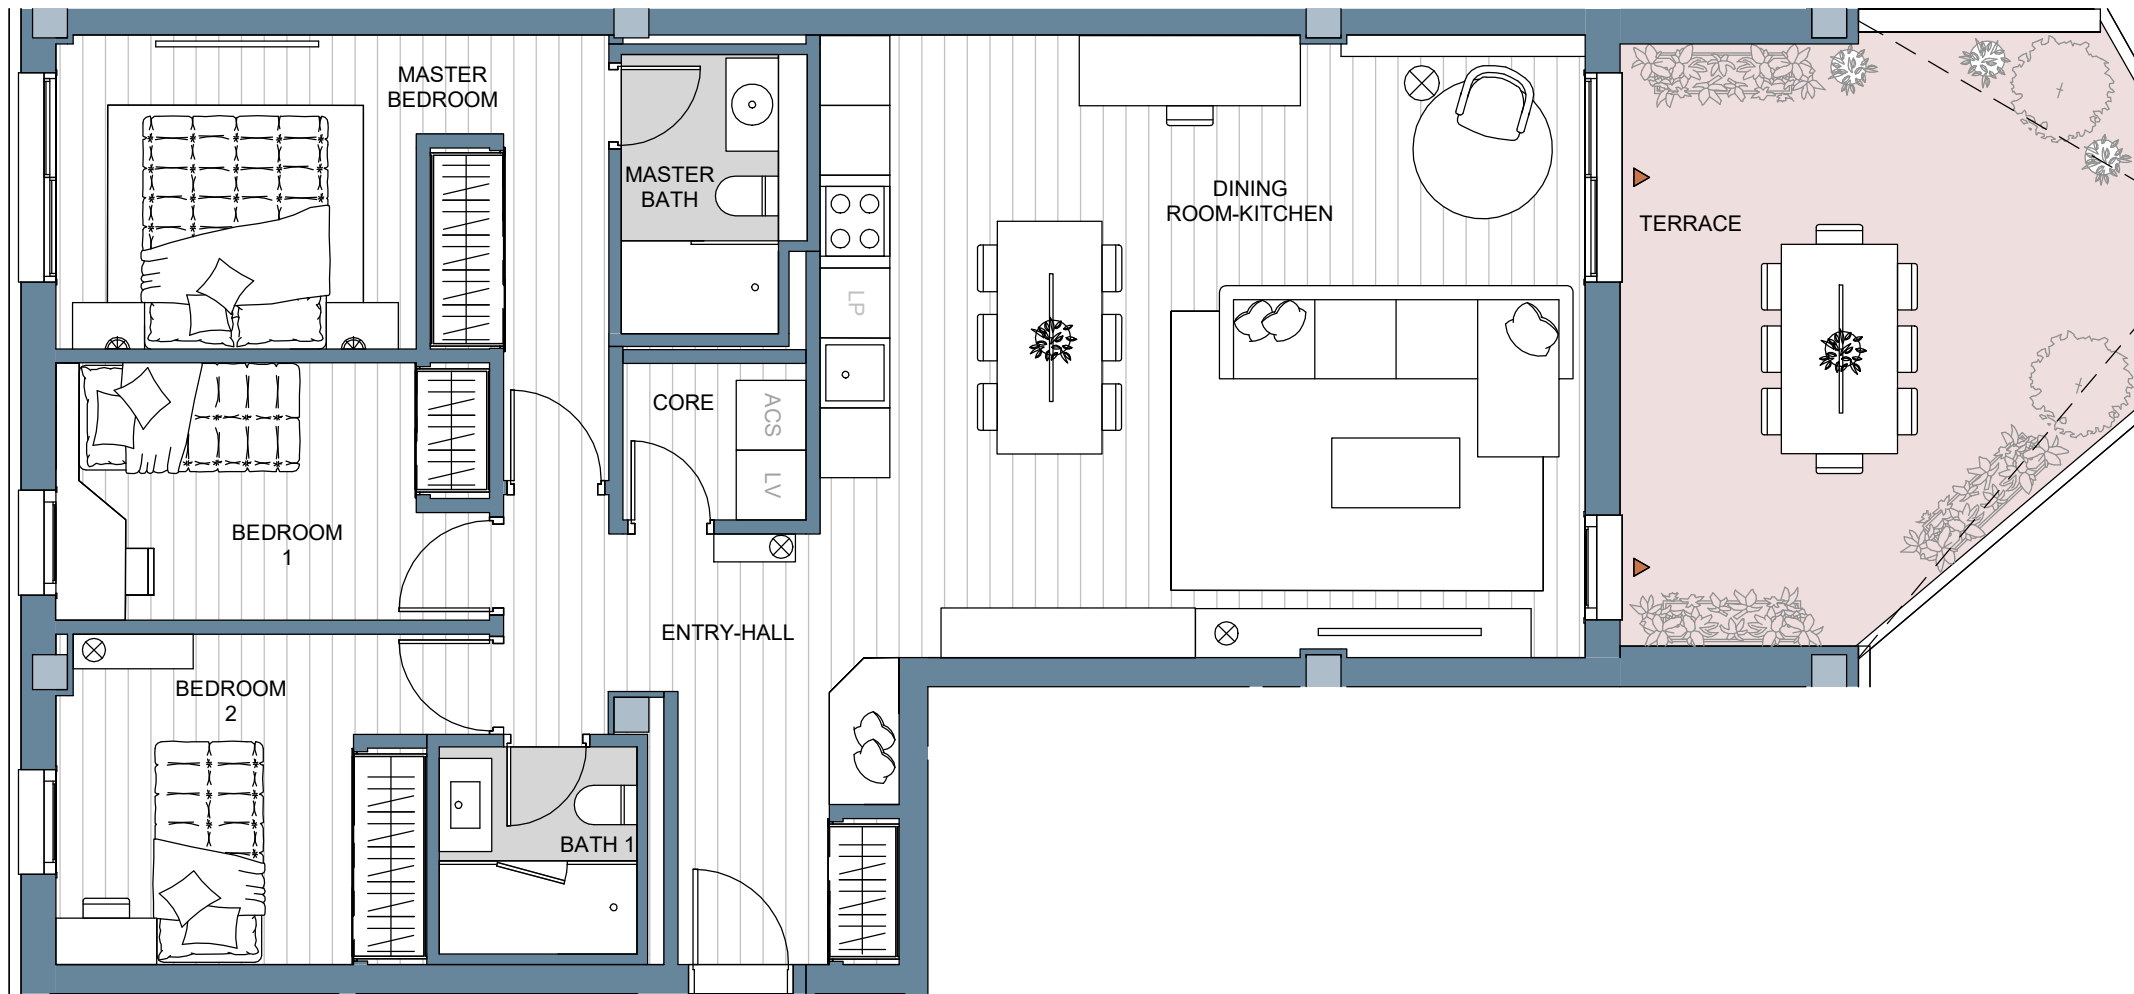 MASTER
BEDROOM
MASTER
BATH
DINING
ROOM-KITCHEN
TERRACE
LP
CORE
ACS
LV
BEDROOM
1
ENTRY-HALL
BEDROOM
2
BATH 1